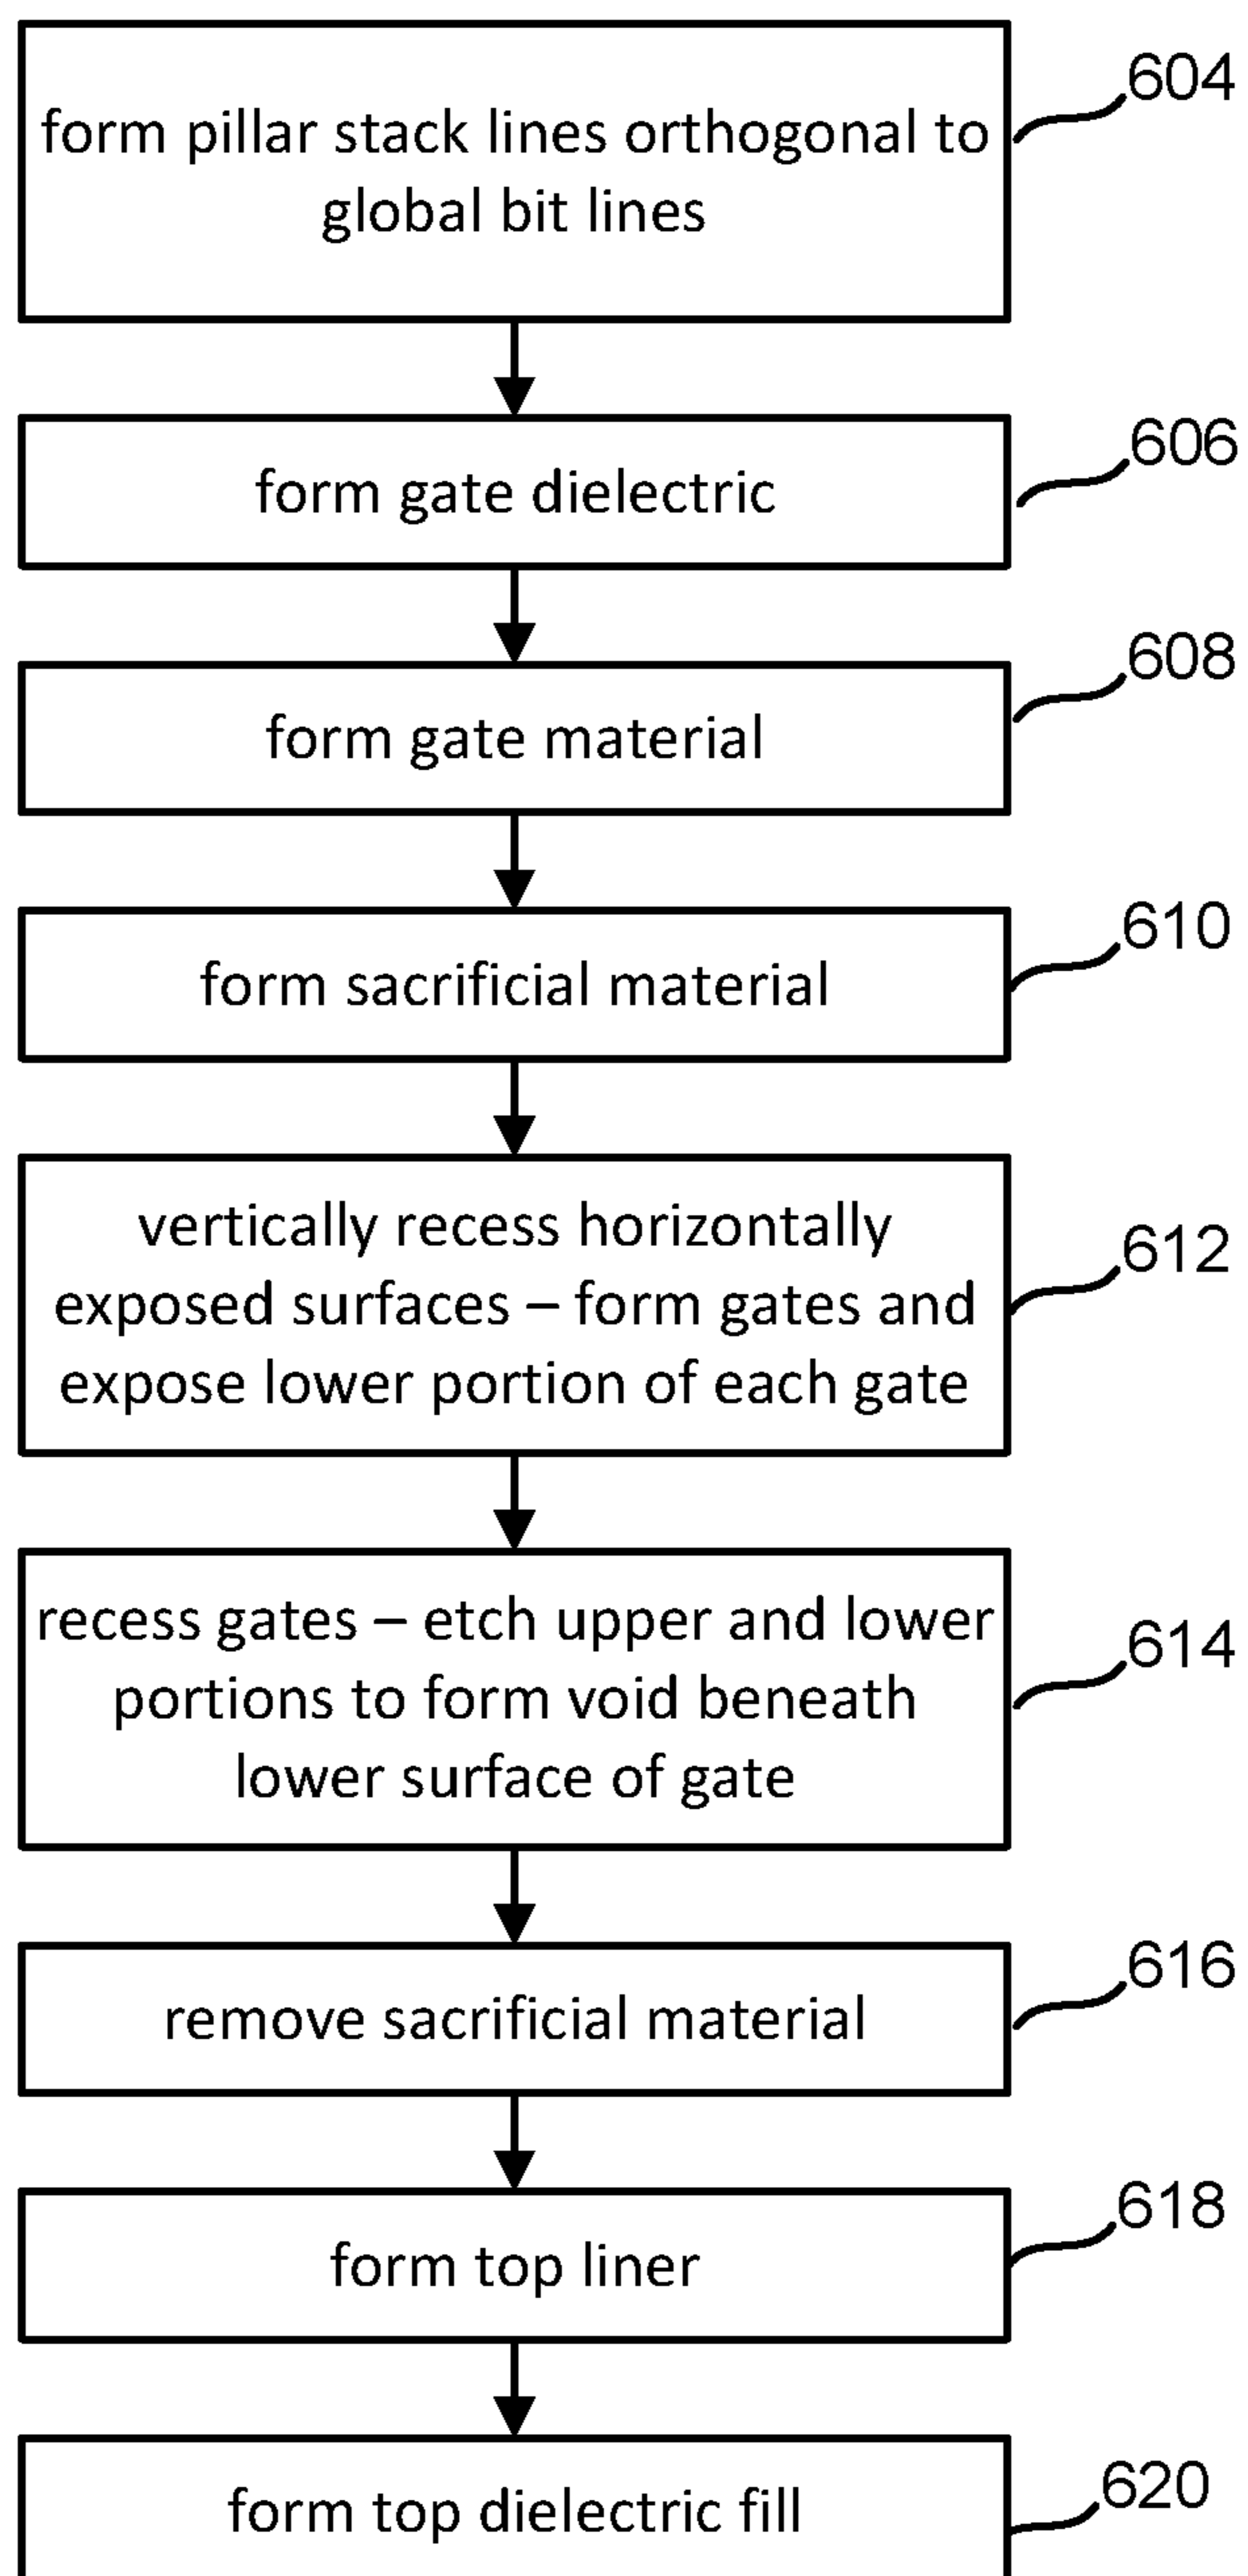 form pillar stack lines orthogonal to
global bit lines
604
form gate dielectric
606
form gate material
608
form sacrificial material
610
vertically recess horizontally
exposed surfaces – form gates and
expose lower portion of each gate
612
recess gates – etch upper and lower
portions to form void beneath
lower surface of gate
614
remove sacrificial material
616
form top liner
618
form top dielectric fill
620